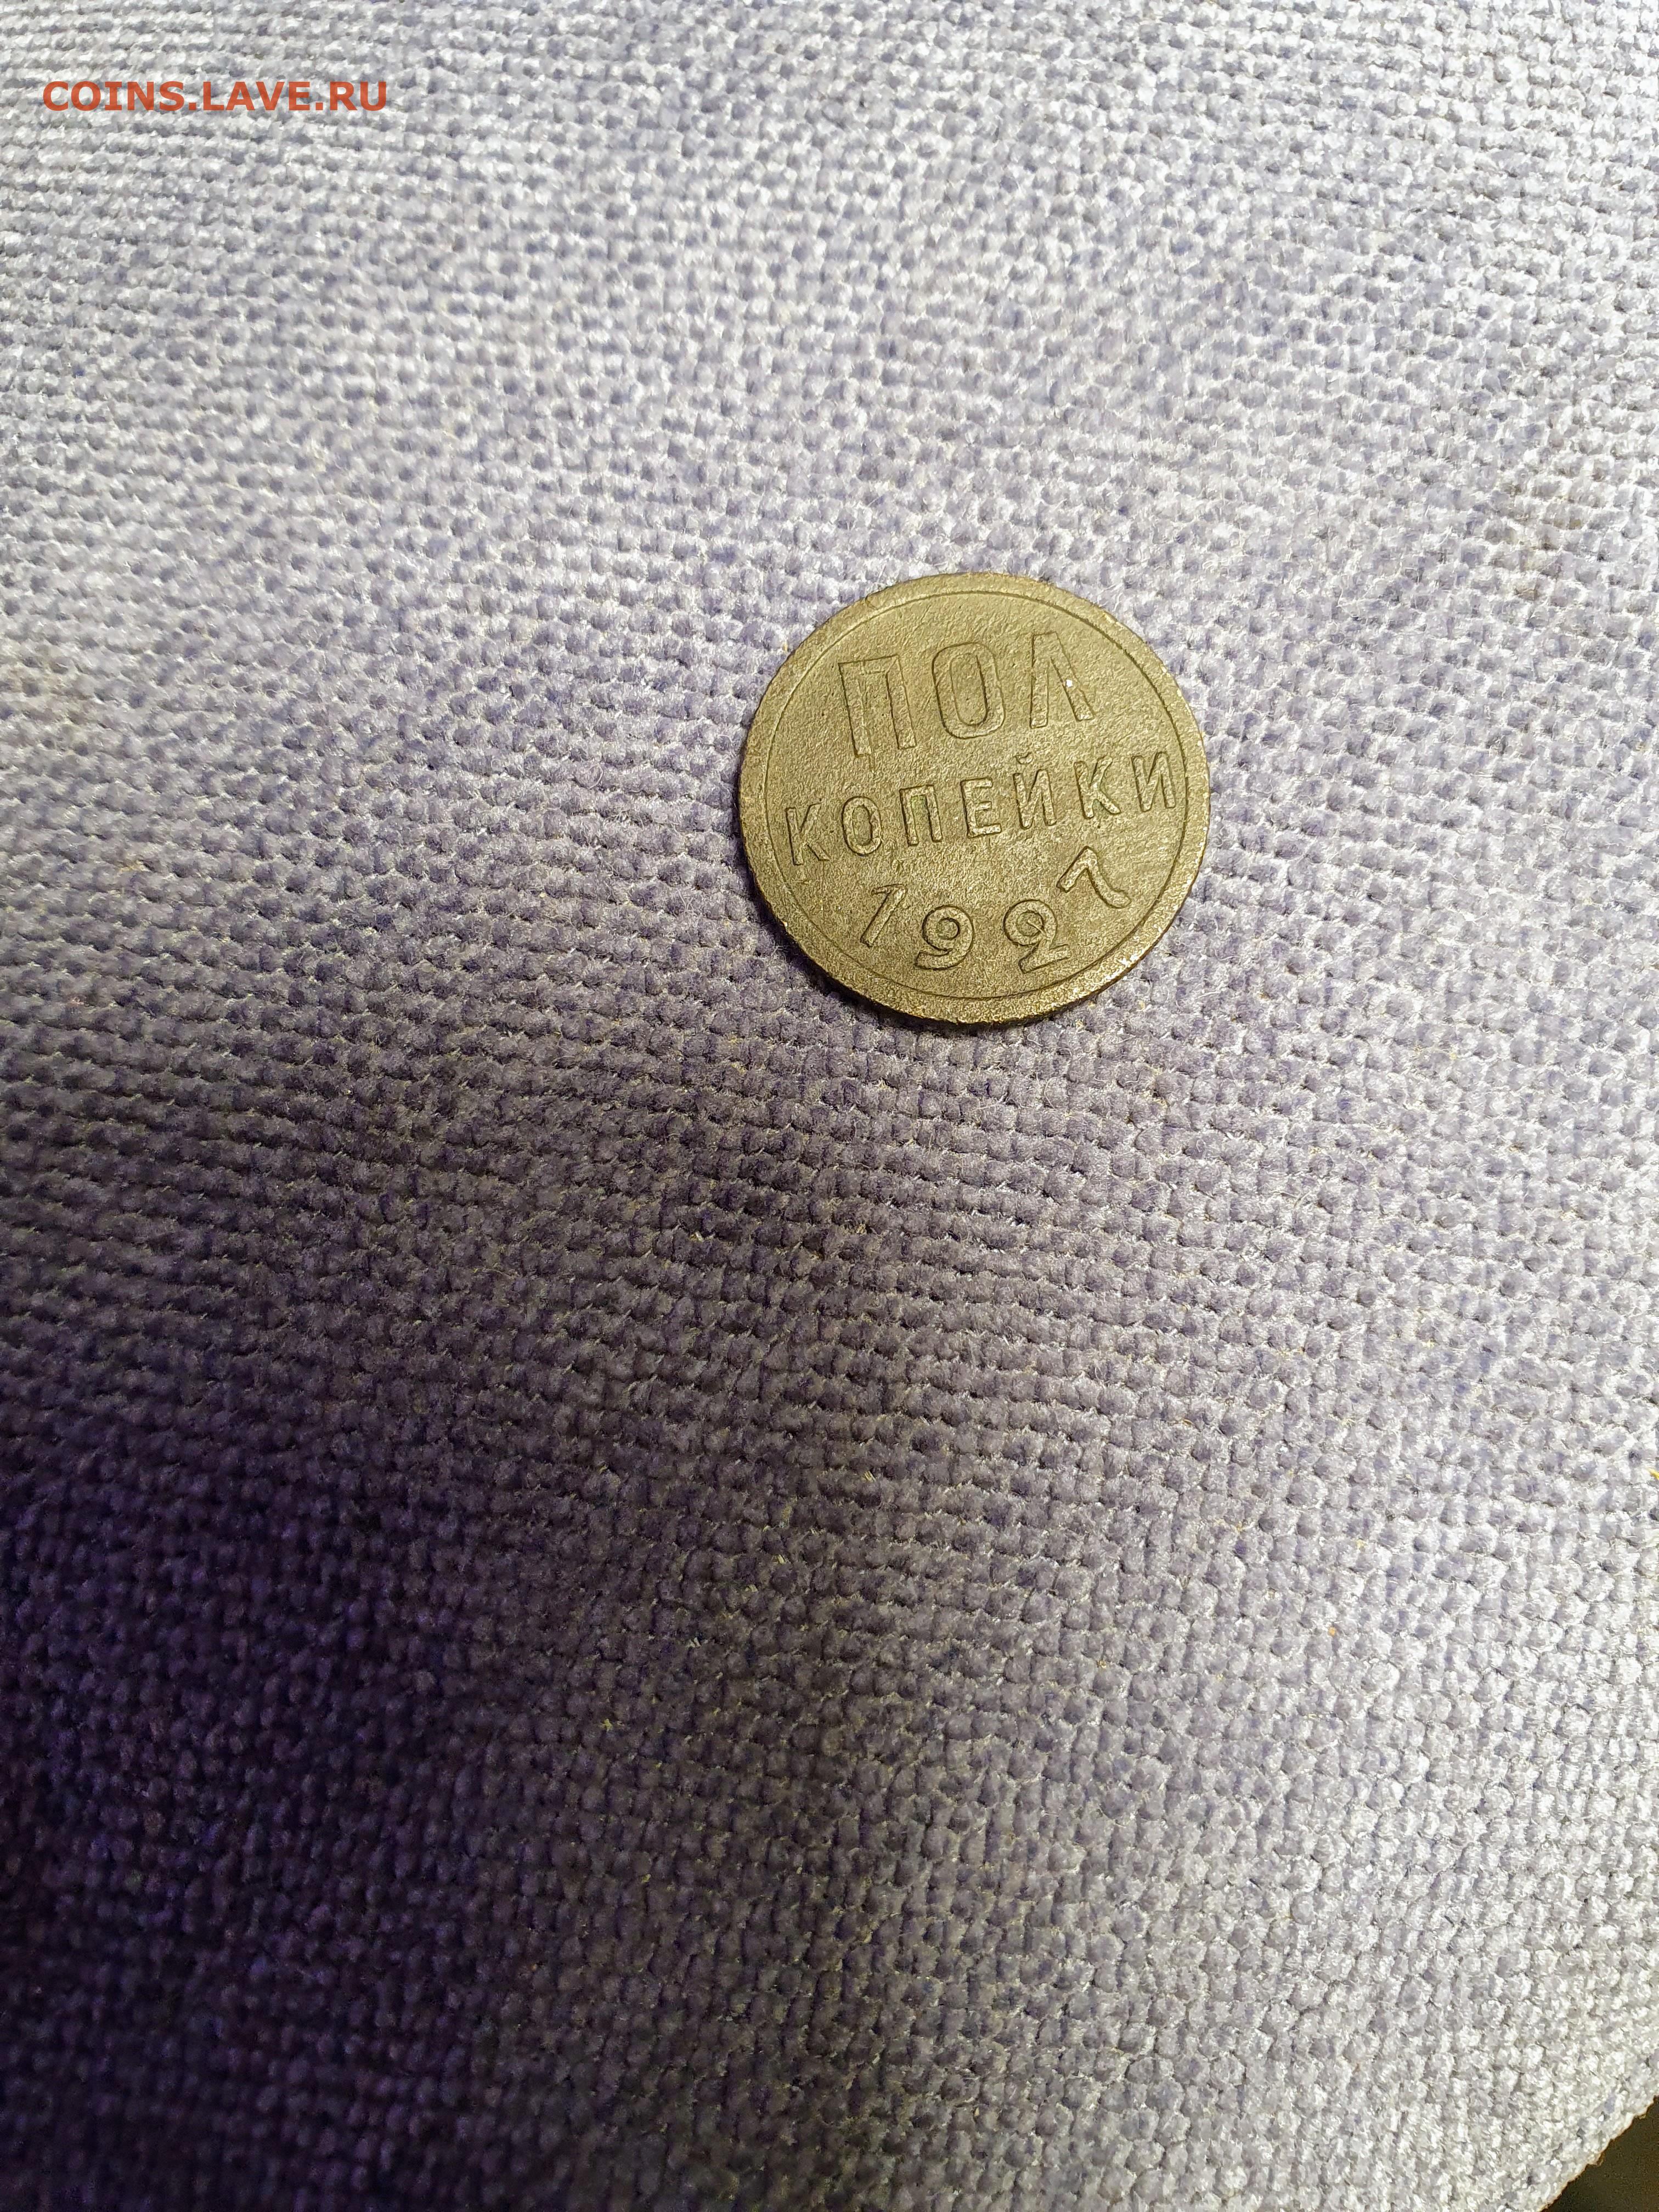 COINS.LAVE.RU
ПОЛ
КОПЕЙКИ
1927